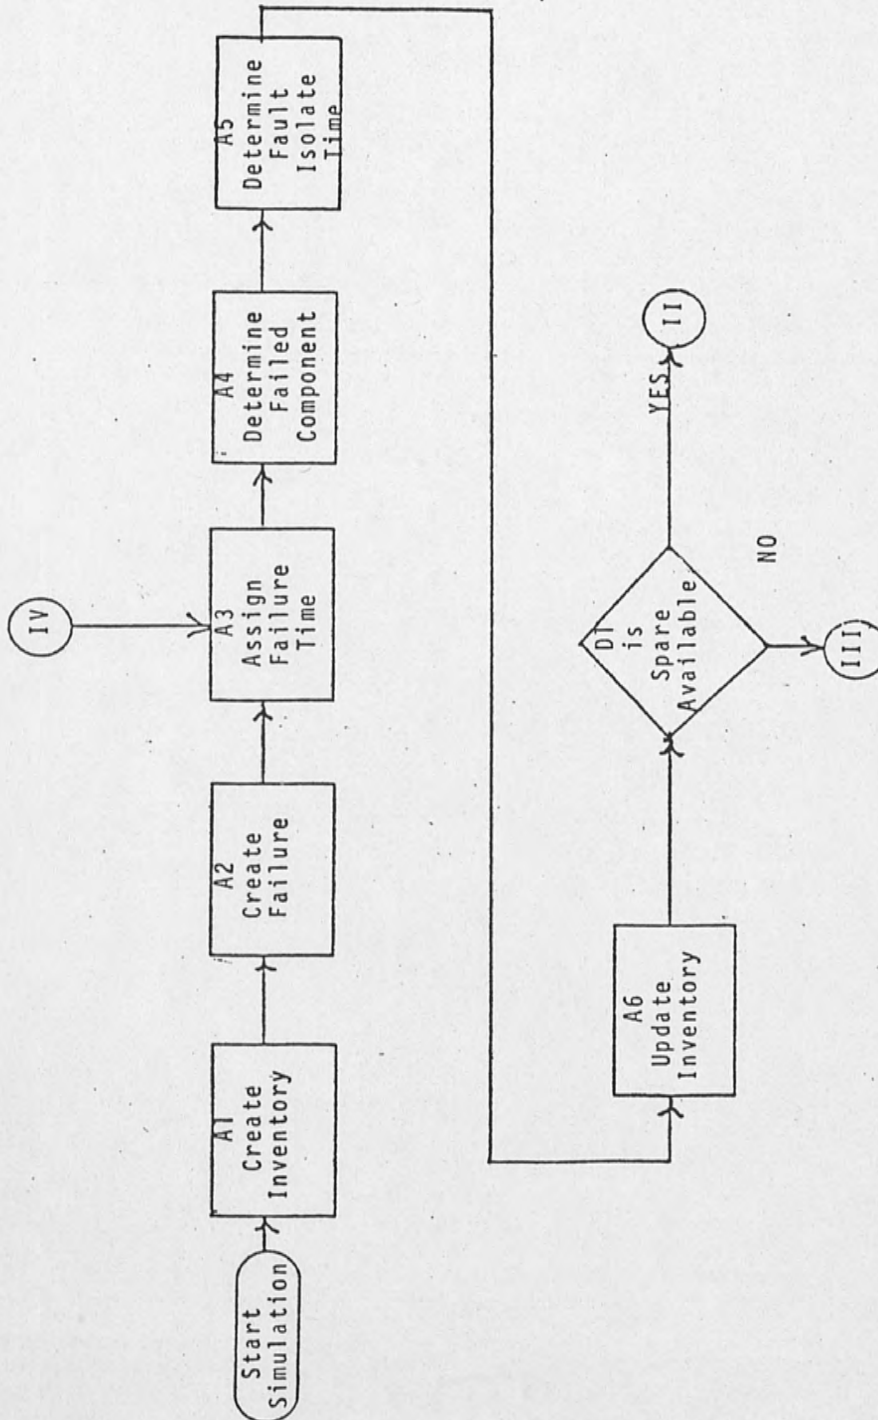 Start
Simulation
A1
Create
Inventory
A2
Create
Failure
IV
A3
Assign
Failure
Time
A4
Determine
Failed
Component
A5
Determine
Fault
Isolate
Time
A6
Update
Inventory
D1
is
Spare
Available
YES
II
NO
III